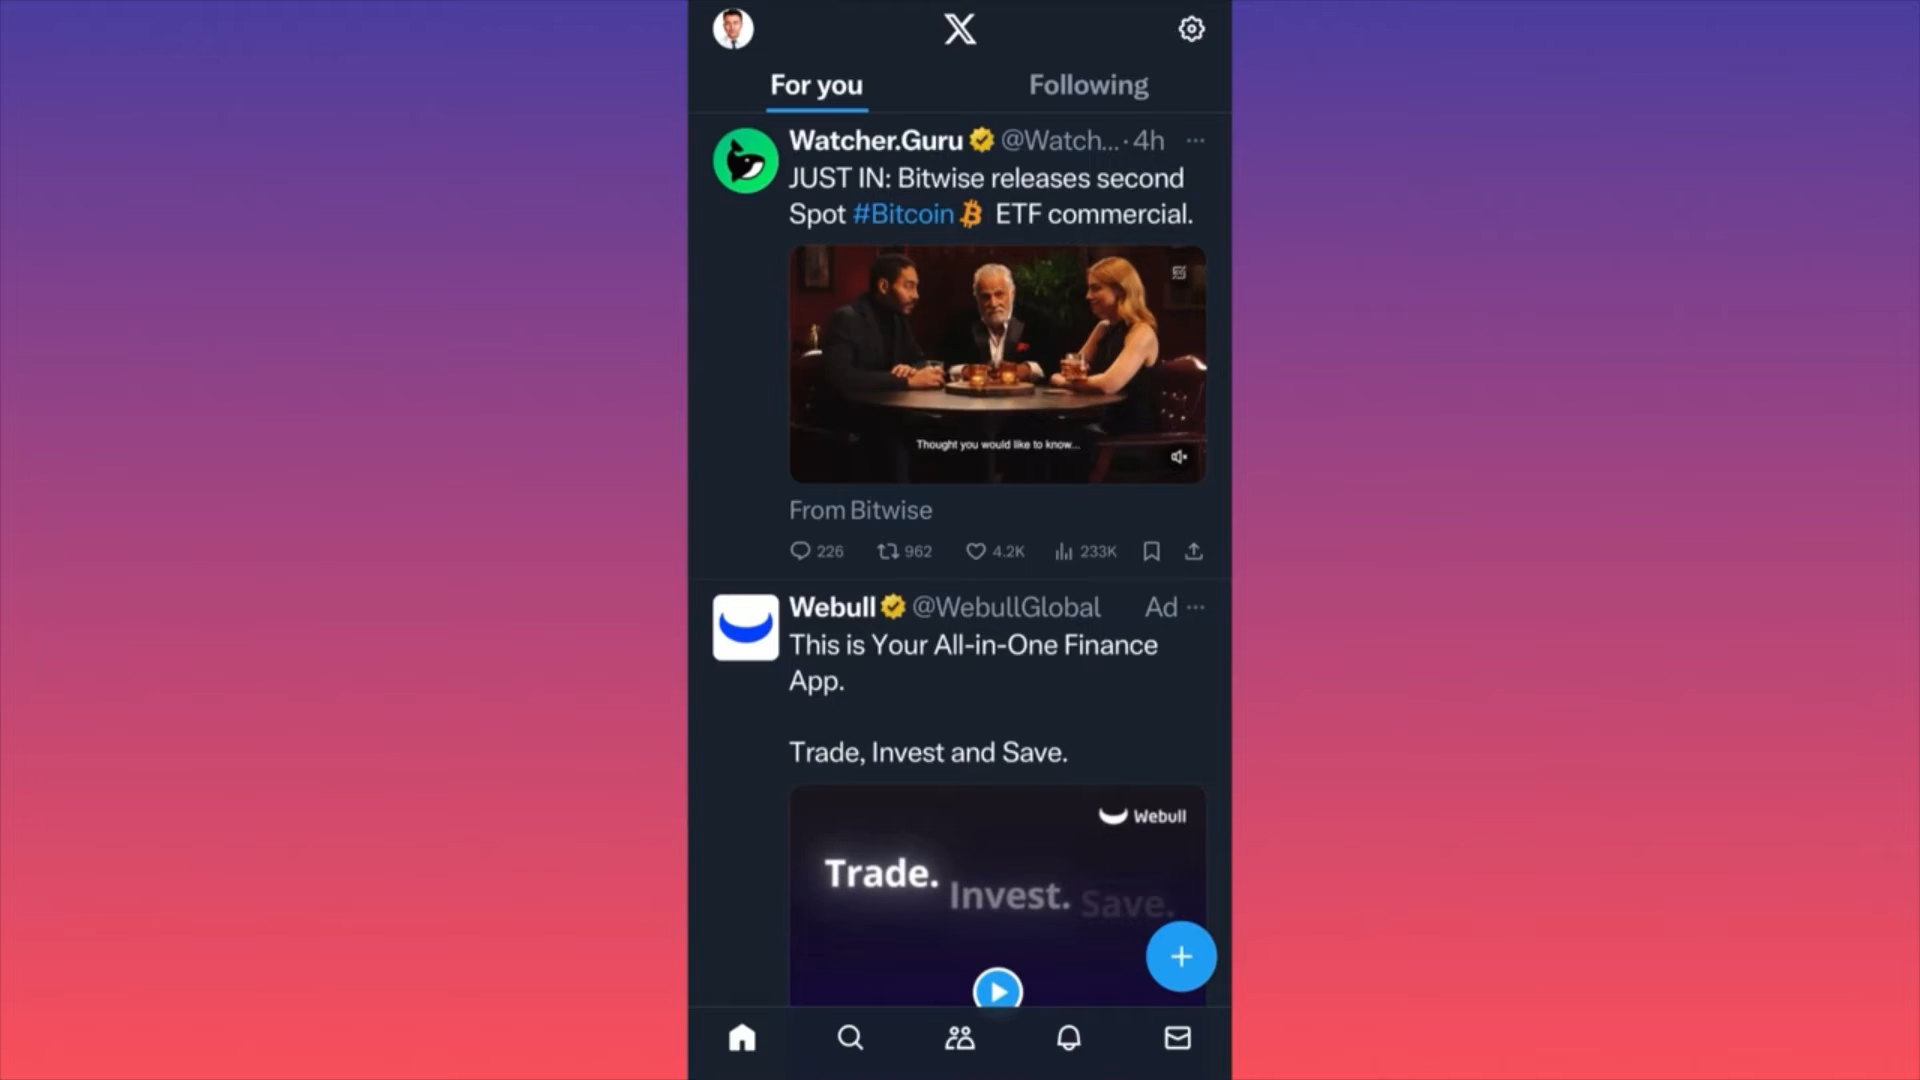 For you
Following
Watcher.Guru @Watch... · 4h
JUST IN: Bitwise releases second
Spot #Bitcoin ETF commercial.
Thought you would like to know...
From Bitwise
226 962 4.2K 233K
Webull @WebullGlobal Ad
This is Your All-in-One Finance
App.
Trade, Invest and Save.
Webull
Trade. Invest. Save.